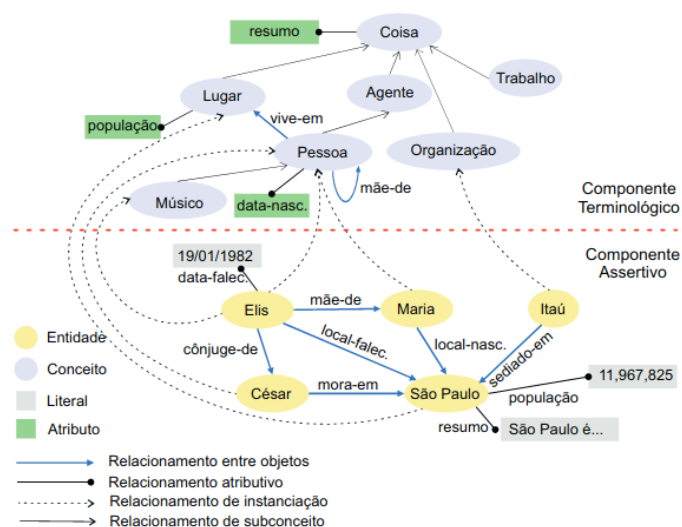 resumo
Coisa
Trabalho
Agente
Lugar
vive-em
população
Pessoa
Organização
mãe-de
Músico
data-nasc.
Componente
Terminológico
Componente
Assertivo
19/01/1982
data-falec.
Elis
mãe-de
Maria
Itaú
local-falec.
local-nasc.
sediado-em
cônjuge-de
César
mora-em
São Paulo
11,967,825
população
resumo
São Paulo é...
Entidade
Conceito
Literal
Atributo
Relacionamento entre objetos
Relacionamento atributivo
Relacionamento de instanciação
Relacionamento de subconceito